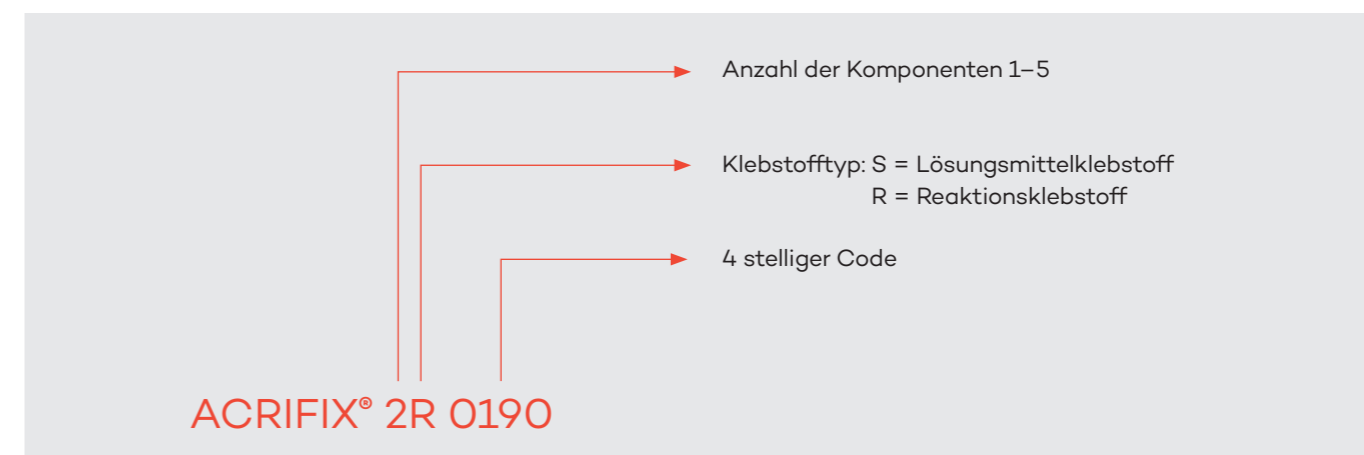 Anzahl der Komponenten 1–5
Klebstofftyp: S = Lösungsmittelklebstoff
R = Reaktionsklebstoff
4 stelliger Code
ACRIFIX® 2R 0190